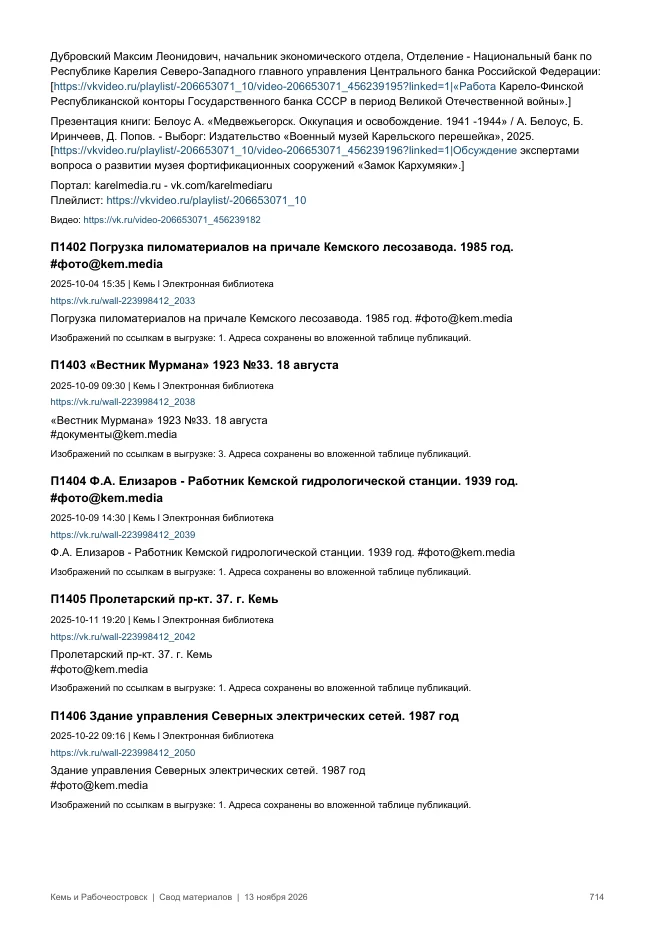 Дубровский Максим Леонидович, начальник экономического отдела, Отделение - Национальный банк по
Республике Карелия Северо-Западного главного управления Центрального банка Российской Федерации:
[https://vkvideo.ru/playlist/-206653071_10/video-206653071_456239195?linked=1|«Работа Карело-Финской
Республиканской конторы Государственного банка СССР в период Великой Отечественной войны».]
Презентация книги: Белоус А. «Медвежьегорск. Оккупация и освобождение. 1941 -1944» / А. Белоус, Б.
Иринчеев, Д. Попов. - Выборг: Издательство «Военный музей Карельского перешейка», 2025.
[https://vkvideo.ru/playlist/-206653071_10/video-206653071_456239196?linked=1|Обсуждение экспертами
вопроса о развитии музея фортификационных сооружений «Замок Кархумяки».]
Портал: karelmedia.ru - vk.com/karelmediaru
Плейлист: https://vkvideo.ru/playlist/-206653071_10
Видео: https://vk.ru/video-206653071_456239182
П1402 Погрузка пиломатериалов на причале Кемского лесозавода. 1985 год.
#фото@kem.media
2025-10-04 15:35 | Кемь I Электронная библиотека
https://vk.ru/wall-223998412_2033
Погрузка пиломатериалов на причале Кемского лесозавода. 1985 год. #фото@kem.media
Изображений по ссылкам в выгрузке: 1. Адреса сохранены во вложенной таблице публикаций.
П1403 «Вестник Мурмана» 1923 №33. 18 августа
2025-10-09 09:30 | Кемь I Электронная библиотека
https://vk.ru/wall-223998412_2038
«Вестник Мурмана» 1923 №33. 18 августа
#документы@kem.media
Изображений по ссылкам в выгрузке: 3. Адреса сохранены во вложенной таблице публикаций.
П1404 Ф.А. Елизаров - Работник Кемской гидрологической станции. 1939 год.
#фото@kem.media
2025-10-09 14:30 | Кемь I Электронная библиотека
https://vk.ru/wall-223998412_2039
Ф.А. Елизаров - Работник Кемской гидрологической станции. 1939 год. #фото@kem.media
Изображений по ссылкам в выгрузке: 1. Адреса сохранены во вложенной таблице публикаций.
П1405 Пролетарский пр-кт. 37. г. Кемь
2025-10-11 19:20 | Кемь I Электронная библиотека
https://vk.ru/wall-223998412_2042
Пролетарский пр-кт. 37. г. Кемь
#фото@kem.media
Изображений по ссылкам в выгрузке: 1. Адреса сохранены во вложенной таблице публикаций.
П1406 Здание управления Северных электрических сетей. 1987 год
2025-10-22 09:16 | Кемь I Электронная библиотека
https://vk.ru/wall-223998412_2050
Здание управления Северных электрических сетей. 1987 год
#фото@kem.media
Изображений по ссылкам в выгрузке: 1. Адреса сохранены во вложенной таблице публикаций.
Кемь и Рабочеостровск | Свод материалов | 13 ноября 2026
714